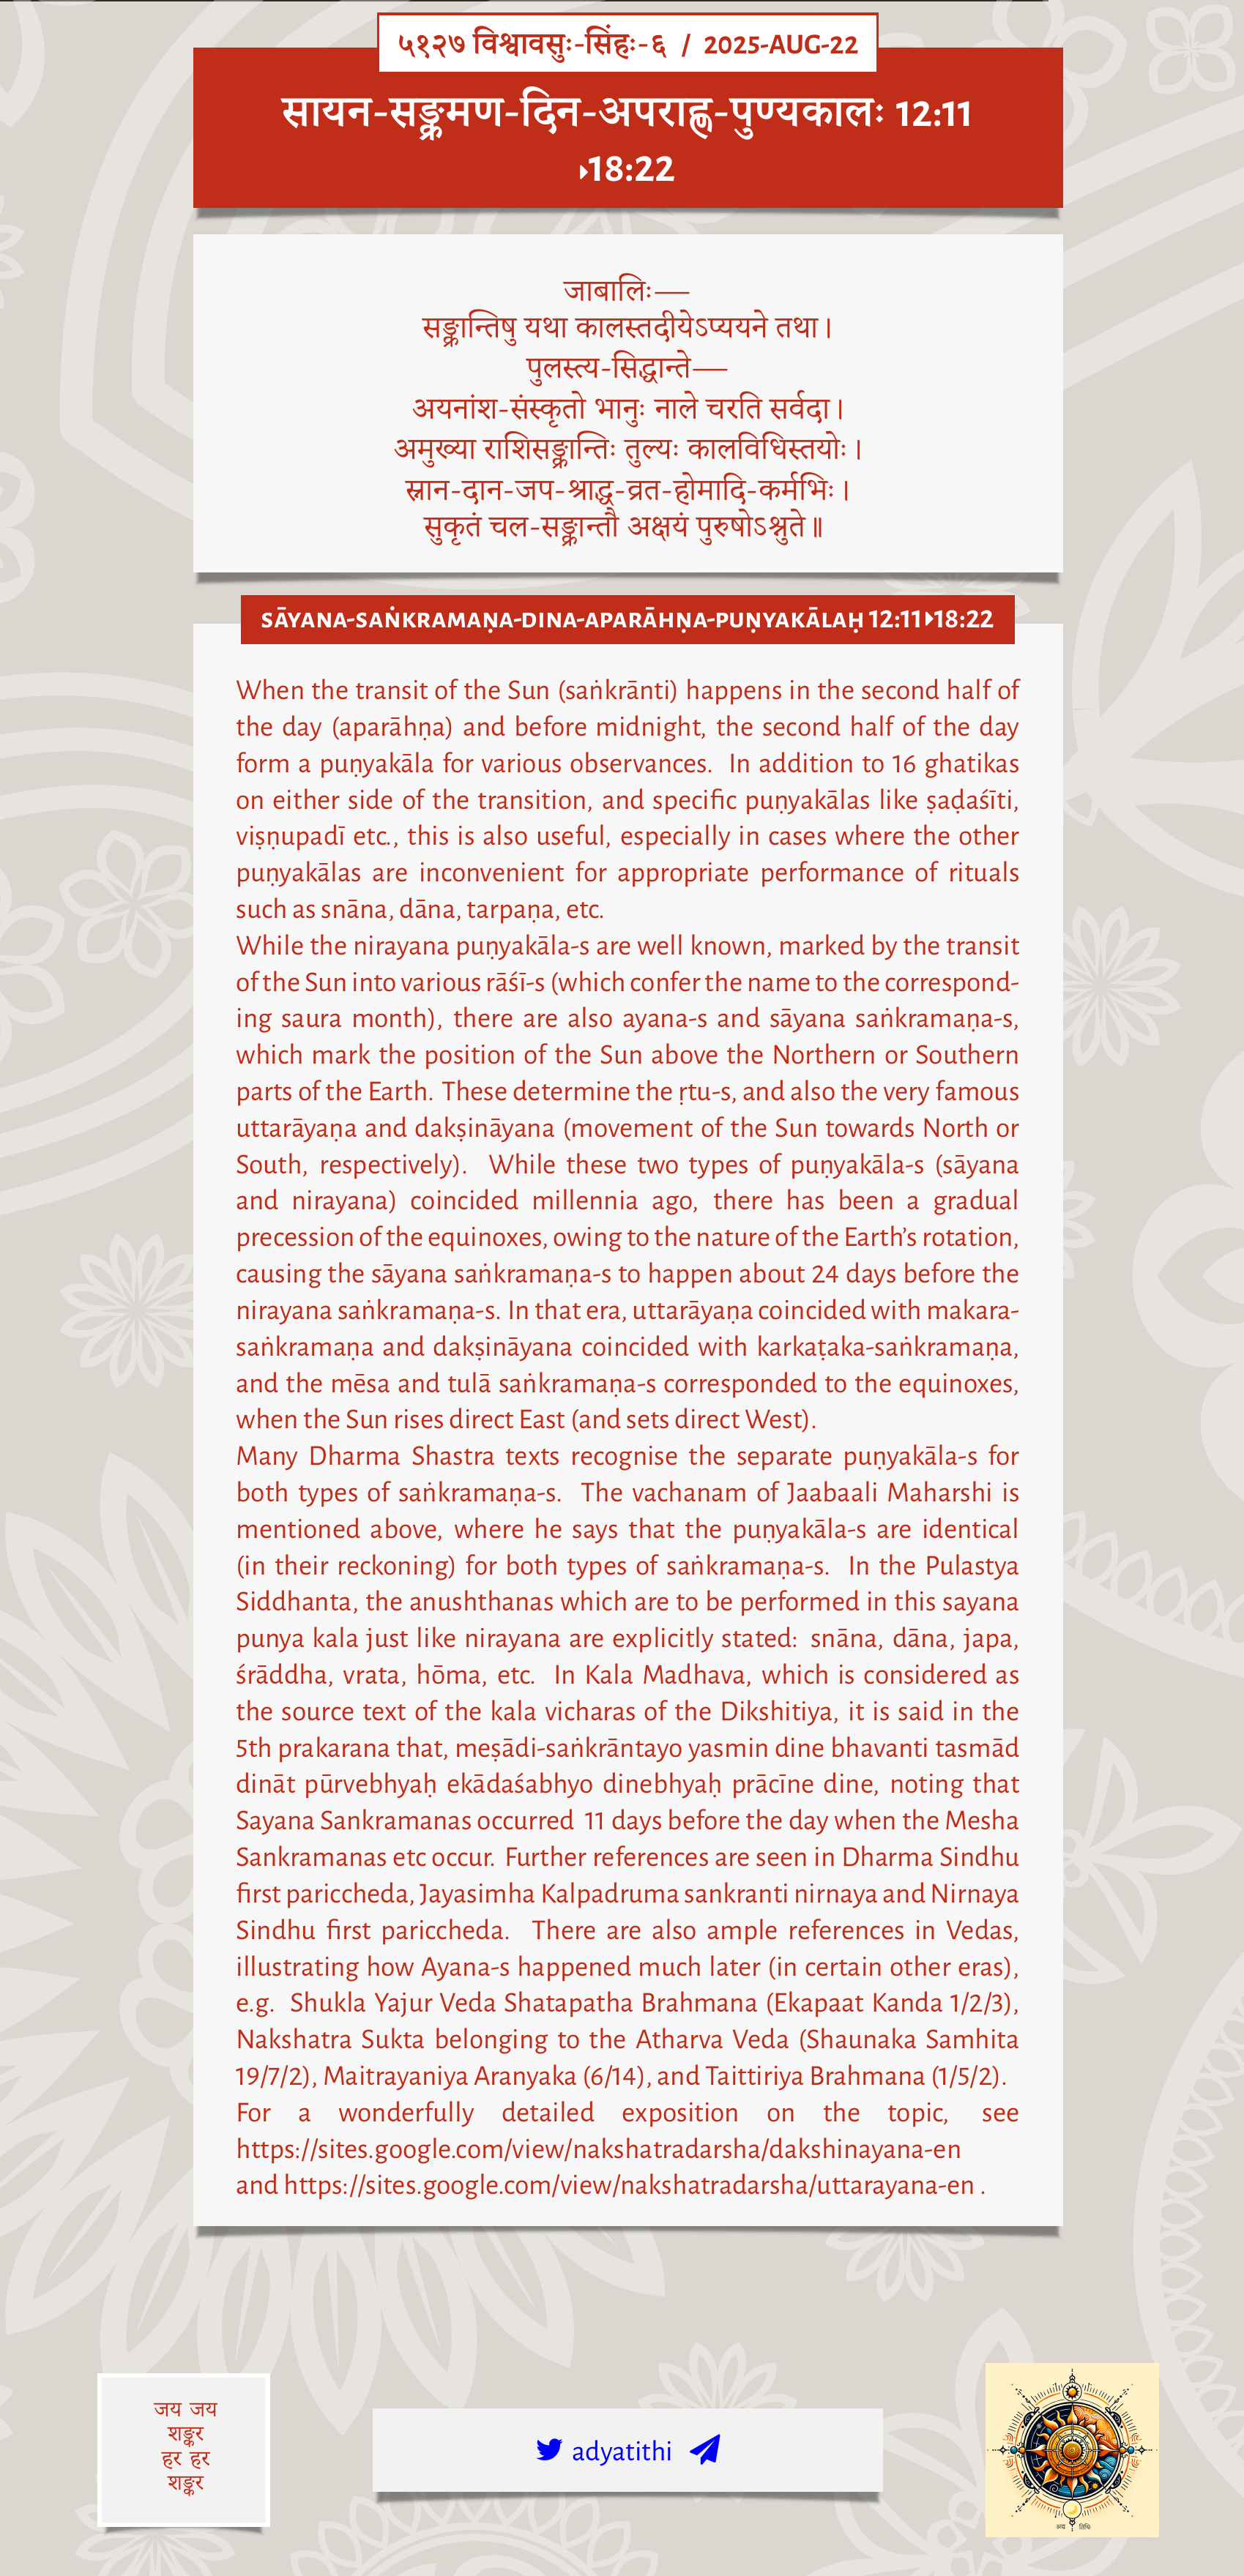 ५१२७ विश्वावसुः-सिंहः-६ / 2025-AUG-22
सायन-सङ्क्रमण-दिन-अपराह्ण-पुण्यकालः 12:11
▸18:22
जाबालिः—
सङ्क्रान्तिषु यथा कालस्तदीयेऽप्ययने तथा।
पुलस्त्य-सिद्धान्ते—
अयनांश-संस्कृतो भानुः नाले चरति सर्वदा।
अमुख्या राशिसङ्क्रान्तिः तुल्यः कालविधिस्तयोः।
स्नान-दान-जप-श्राद्ध-व्रत-होमादि-कर्मभिः।
सुकृतं चल-सङ्क्रान्तौ अक्षयं पुरुषोऽश्नुते॥
SĀYANA-SAṄKRAMAṆA-DINA-APARĀHṆA-PUṆYAKĀLAḤ 12:11▸18:22
When the transit of the Sun (saṅkrānti) happens in the second half of
the day (aparāhṇa) and before midnight, the second half of the day
form a puṇyakāla for various observances. In addition to 16 ghatikas
on either side of the transition, and specific puṇyakālas like ṣaḍaśīti,
viṣṇupadī etc., this is also useful, especially in cases where the other
puṇyakālas are inconvenient for appropriate performance of rituals
such as snāna, dāna, tarpaṇa, etc.
While the nirayana puṇyakāla-s are well known, marked by the transit
of the Sun into various rāśī-s (which confer the name to the correspond-
ing saura month), there are also ayana-s and sāyana saṅkramaṇa-s,
which mark the position of the Sun above the Northern or Southern
parts of the Earth. These determine the ṛtu-s, and also the very famous
uttarāyaṇa and dakṣināyana (movement of the Sun towards North or
South, respectively). While these two types of puṇyakāla-s (sāyana
and nirayana) coincided millennia ago, there has been a gradual
precession of the equinoxes, owing to the nature of the Earth’s rotation,
causing the sāyana saṅkramaṇa-s to happen about 24 days before the
nirayana saṅkramaṇa-s. In that era, uttarāyaṇa coincided with makara-
saṅkramaṇa and dakṣināyana coincided with karkaṭaka-saṅkramaṇa,
and the mēsa and tulā saṅkramaṇa-s corresponded to the equinoxes,
when the Sun rises direct East (and sets direct West).
Many Dharma Shastra texts recognise the separate puṇyakāla-s for
both types of saṅkramaṇa-s. The vachanam of Jaabaali Maharshi is
mentioned above, where he says that the puṇyakāla-s are identical
(in their reckoning) for both types of saṅkramaṇa-s. In the Pulastya
Siddhanta, the anushthanas which are to be performed in this sayana
punya kala just like nirayana are explicitly stated: snāna, dāna, japa,
śrāddha, vrata, hōma, etc. In Kala Madhava, which is considered as
the source text of the kala vicharas of the Dikshitiya, it is said in the
5th prakarana that, meṣādi-saṅkrāntayo yasmin dine bhavanti tasmād
dināt pūrvebhyaḥ ekādaśabhyo dinebhyaḥ prācīne dine, noting that
Sayana Sankramanas occurred 11 days before the day when the Mesha
Sankramanas etc occur. Further references are seen in Dharma Sindhu
first pariccheda, Jayasimha Kalpadruma sankranti nirnaya and Nirnaya
Sindhu first pariccheda. There are also ample references in Vedas,
illustrating how Ayana-s happened much later (in certain other eras),
e.g. Shukla Yajur Veda Shatapatha Brahmana (Ekapaat Kanda 1/2/3),
Nakshatra Sukta belonging to the Atharva Veda (Shaunaka Samhita
19/7/2), Maitrayaniya Aranyaka (6/14), and Taittiriya Brahmana (1/5/2).
For a wonderfully detailed exposition on the topic, see
https://sites.google.com/view/nakshatradarsha/dakshinayana-en
and https://sites.google.com/view/nakshatradarsha/uttarayana-en .
जय जय
शङ्कर
हर हर
शङ्कर
adyatithi
अद्य तिथिः